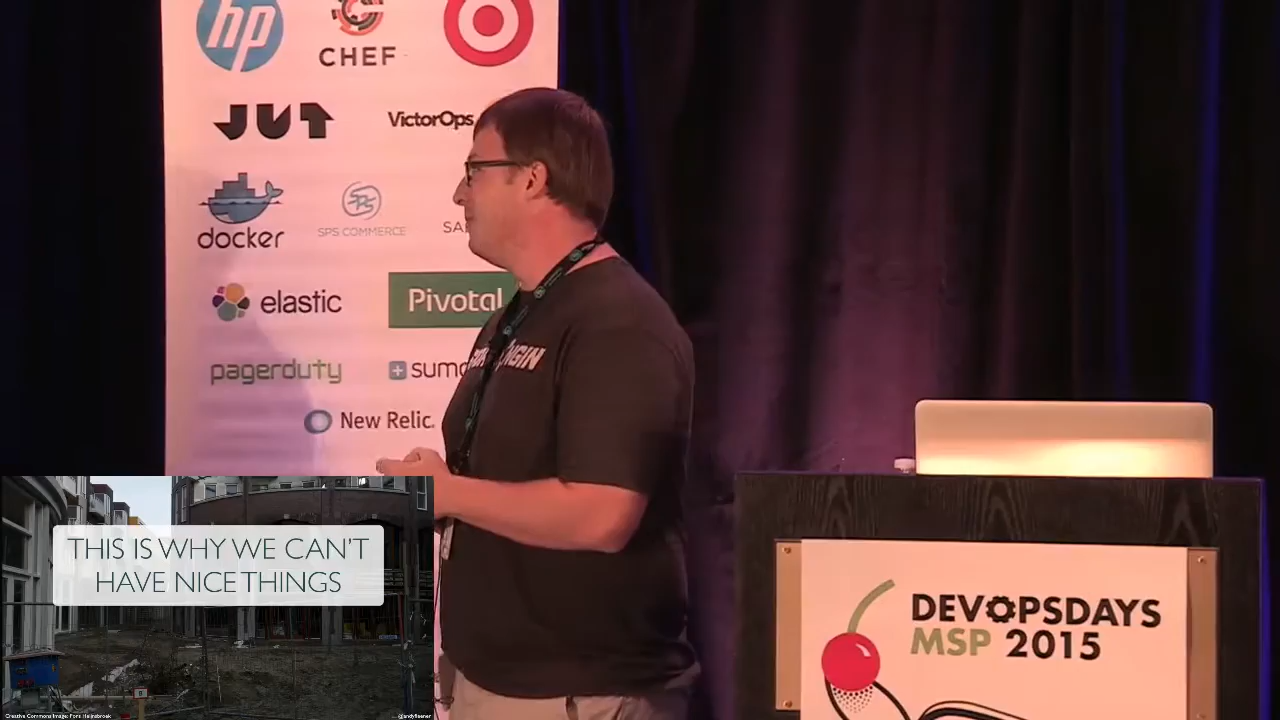 hp
CHEF
JUT
VictorOps
docker
SPS
SPS COMMERCE
elastic
Pivotal
pagerduty
New Relic.
THIS IS WHY WE CAN'T
HAVE NICE THINGS
DEVOPSDAYS
MSP 2015